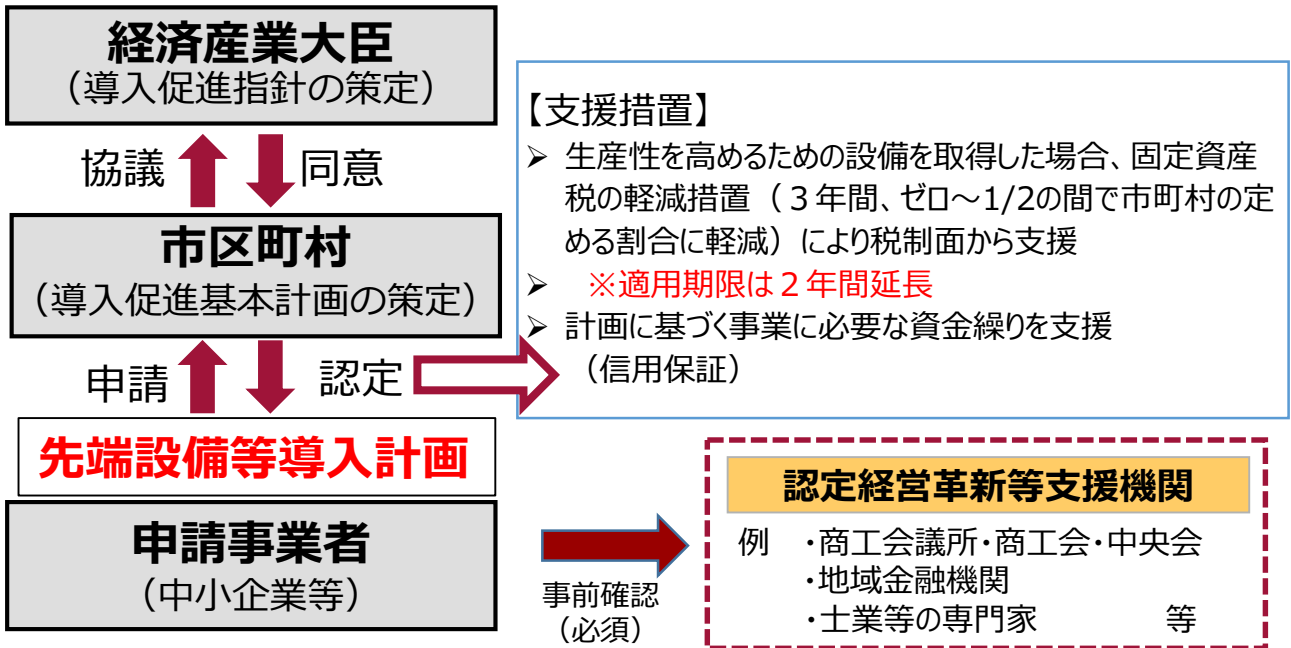 経済産業大臣
（導入促進指針の策定）
協議
同意
市区町村
（導入促進基本計画の策定）
申請
認定
先端設備等導入計画
申請事業者
（中小企業等）
【支援措置】
➢ 生産性を高めるための設備を取得した場合、固定資産
税の軽減措置（３年間、ゼロ～1/2の間で市町村の定
める割合に軽減）により税制面から支援
➢ ※適用期限は２年間延長
➢ 計画に基づく事業に必要な資金繰りを支援
（信用保証）
事前確認
（必須）
認定経営革新等支援機関
例 ・商工会議所・商工会・中央会
・地域金融機関
・士業等の専門家 等